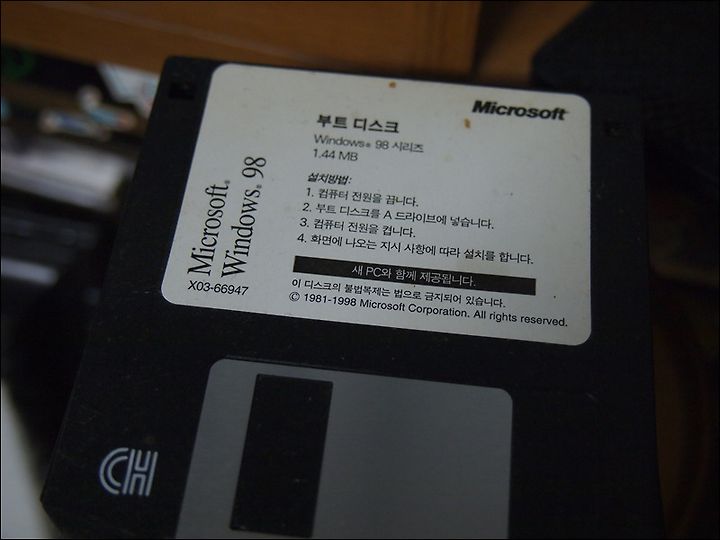 Microsoft
부트 디스크
Windows® 98 시리즈
1.44 MB
설치방법:
1. 컴퓨터 전원을 끕니다.
2. 부트 디스크를 A 드라이브에 넣습니다.
3. 컴퓨터 전원을 켭니다.
4. 화면에 나오는 지시 사항에 따라 설치를 합니다.
새 PC와 함께 제공됩니다.
이 디스크의 불법복제는 법으로 금지되어 있습니다.
© 1981-1998 Microsoft Corporation. All rights reserved.
Microsoft®
Windows® 98
X03-66947